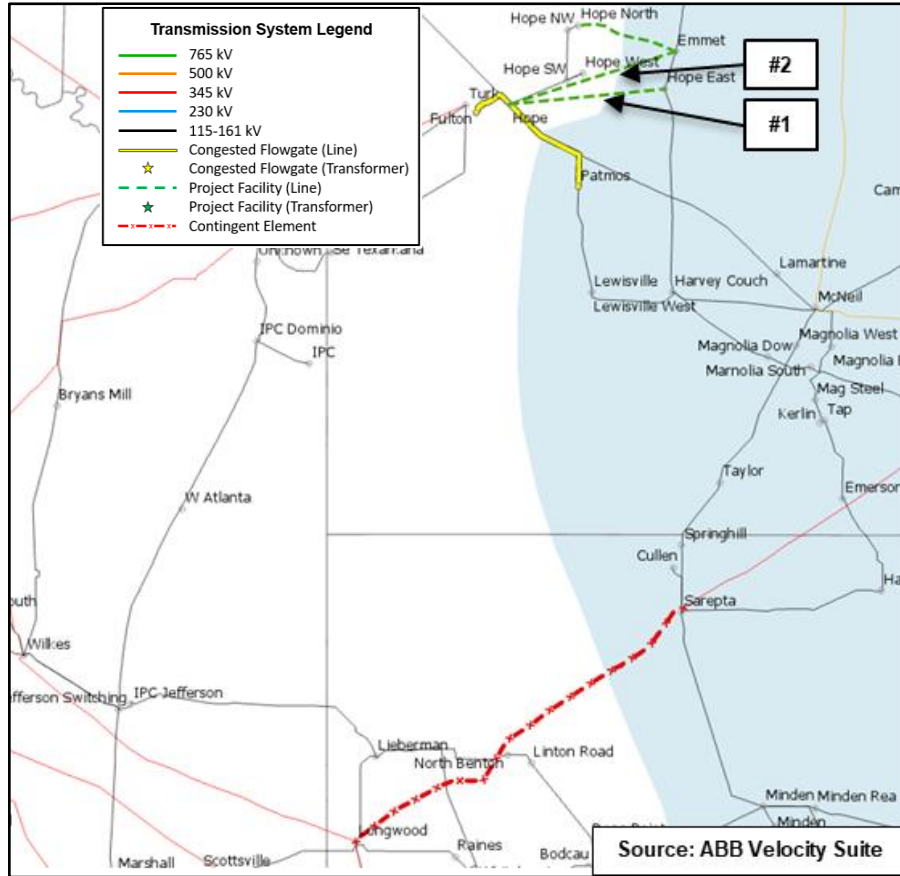 Transmission System Legend
765 kV
500 kV
345 kV
230 kV
115-161 kV
Congested Flowgate (Line)
Congested Flowgate (Transformer)
Project Facility (Line)
Project Facility (Transformer)
Contingent Element
Hope NW
Hope North
Emmet
#2
Hope SW
Hope West
Hope East
Turk
Fulton
Hope
#1
Patmos
Cam
Lamartine
Lewisville
Harvey Couch
Lewisville West
McNeil
IPC Dominio
IPC
Magnolia West
Magnolia Dow
Magnolia E
Marnolia South
Bryans Mill
Mag Steel
Kerlin
Tap
W Atlanta
Taylor
Emerson
Springhill
Cullen
Ha
outh
Sarepta
Wilkes
efferson Switching
IPC Jefferson
Lieberman
North Benton
Linton Road
Minden
Minden Rea
Minden
Longwood
Marshall
Scottsville
Raines
Bodcau
Source: ABB Velocity Suite